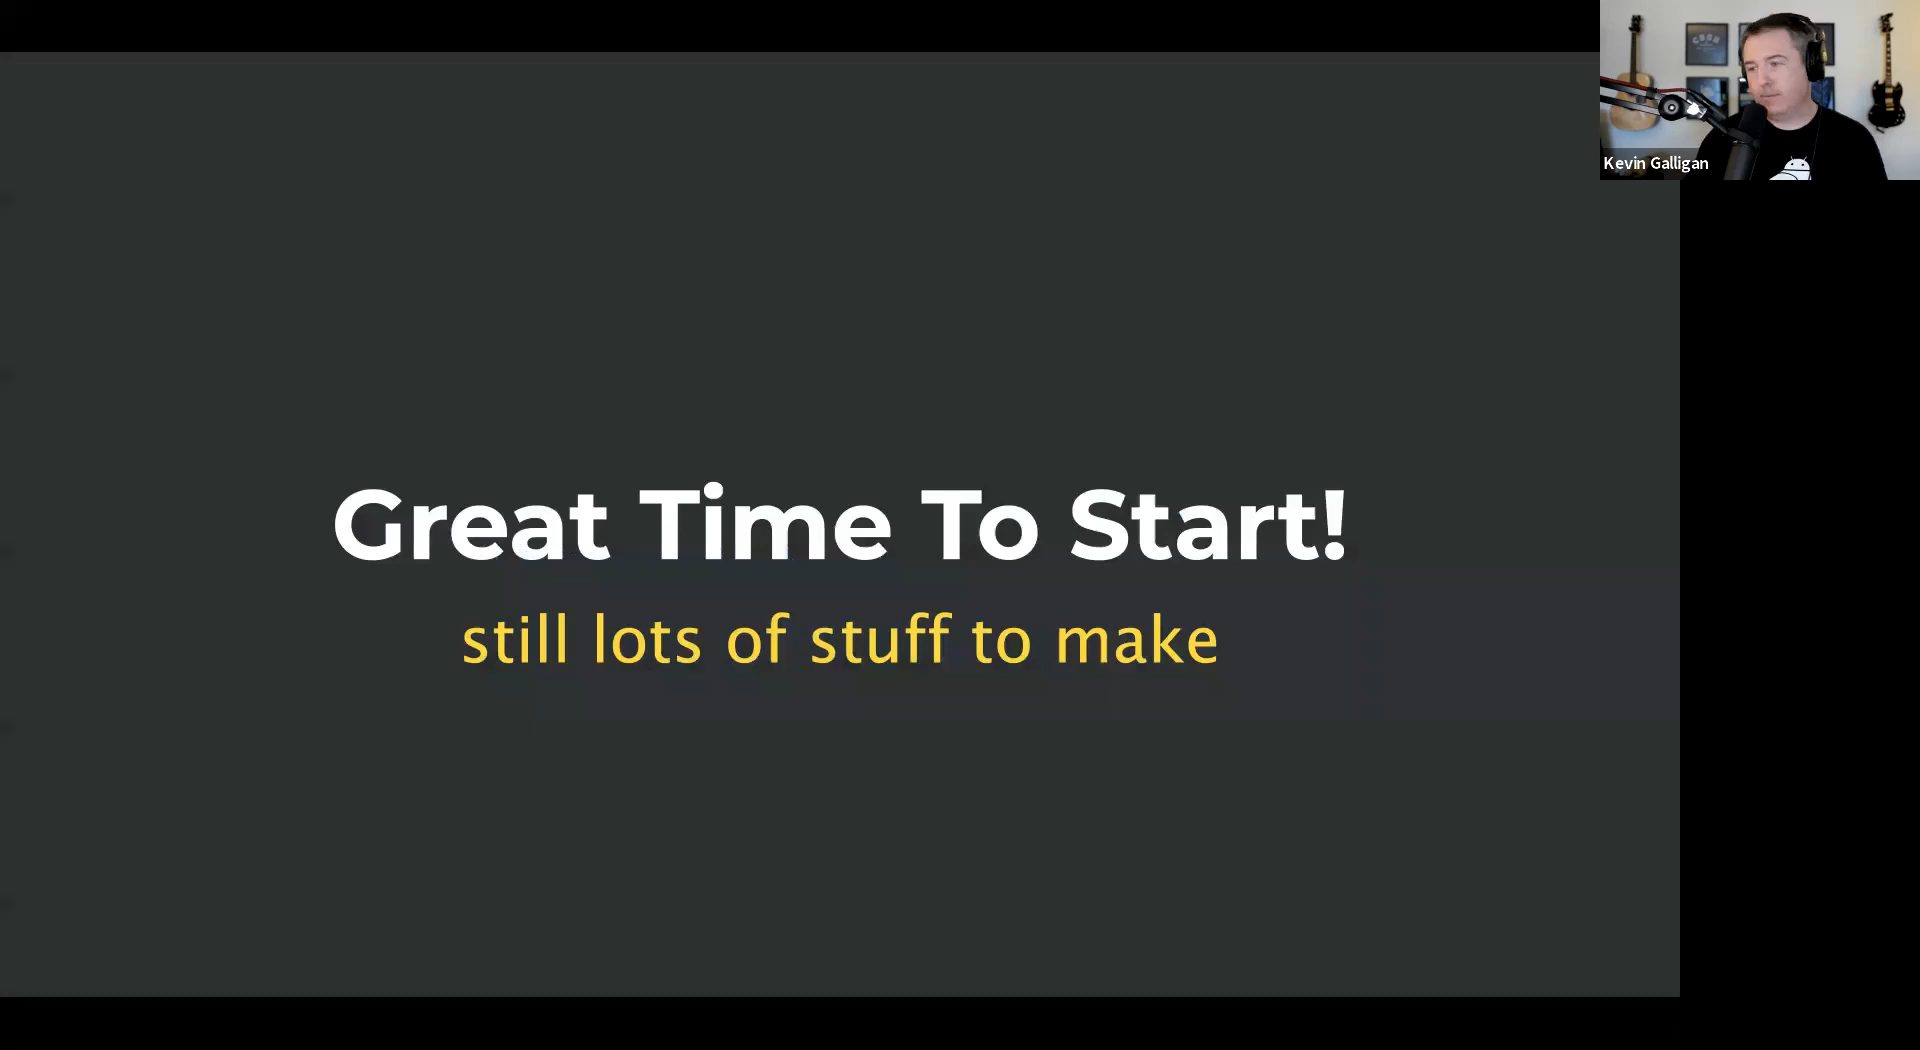 Great Time To Start!
still lots of stuff to make
Kevin Galligan